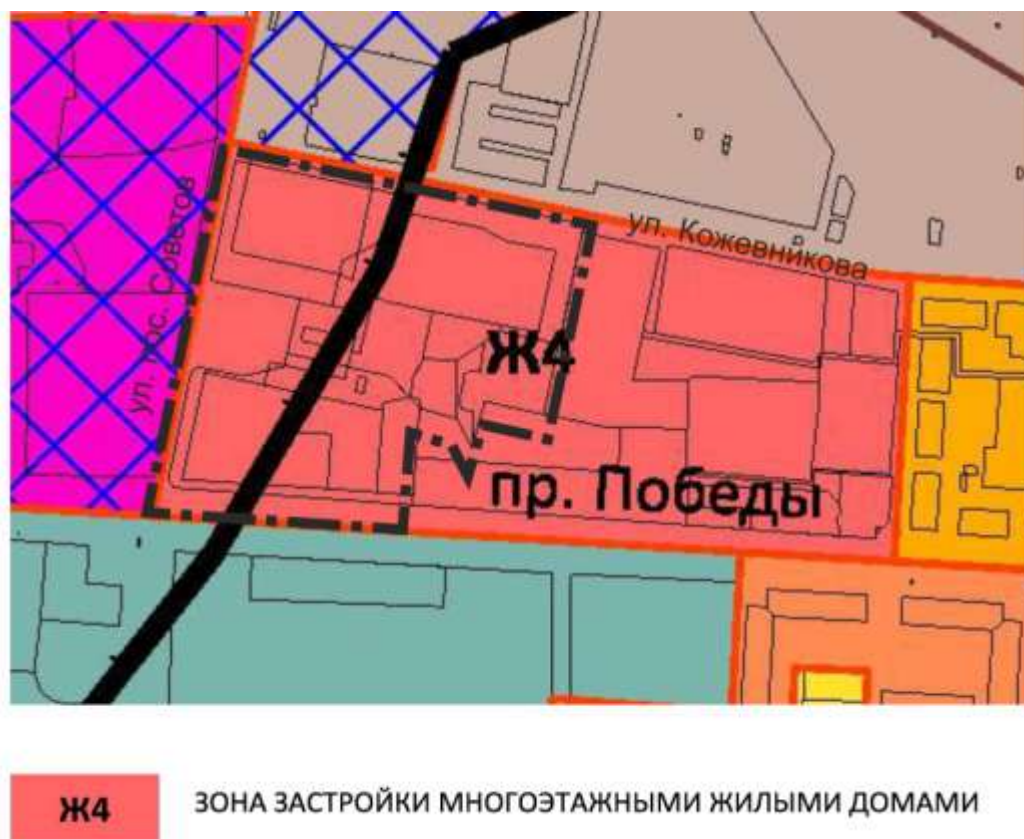 ул. Кожевникова
ул. пос. Советов
Ж4
пр. Победы
Ж4 ЗОНА ЗАСТРОЙКИ МНОГОЭТАЖНЫМИ ЖИЛЫМИ ДОМАМИ